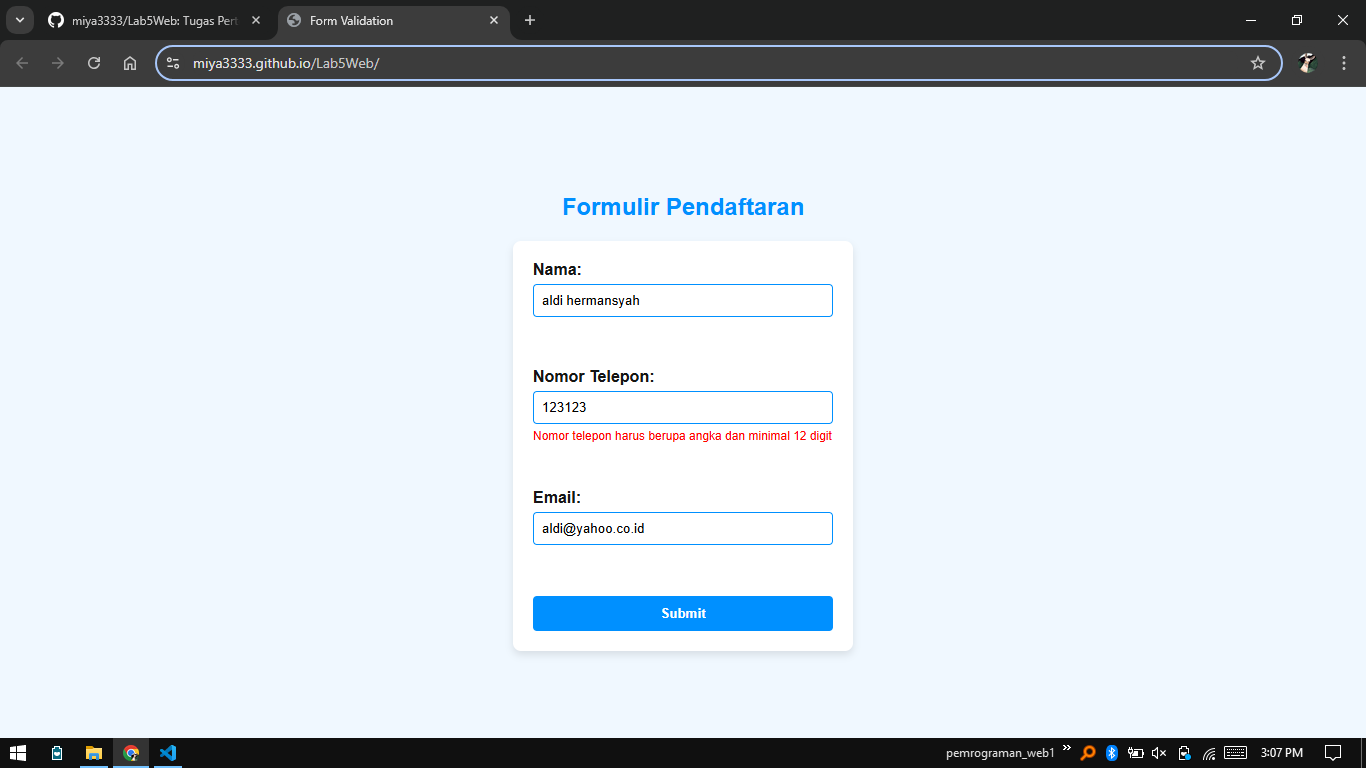 miya3333/Lab5Web: Tugas Pert
Form Validation
miya3333.github.io/Lab5Web/
Formulir Pendaftaran
Nama:
aldi hermansyah
Nomor Telepon:
123123
Nomor telepon harus berupa angka dan minimal 12 digit
Email:
aldi@yahoo.co.id
Submit
pemrograman_web1
3:07 PM